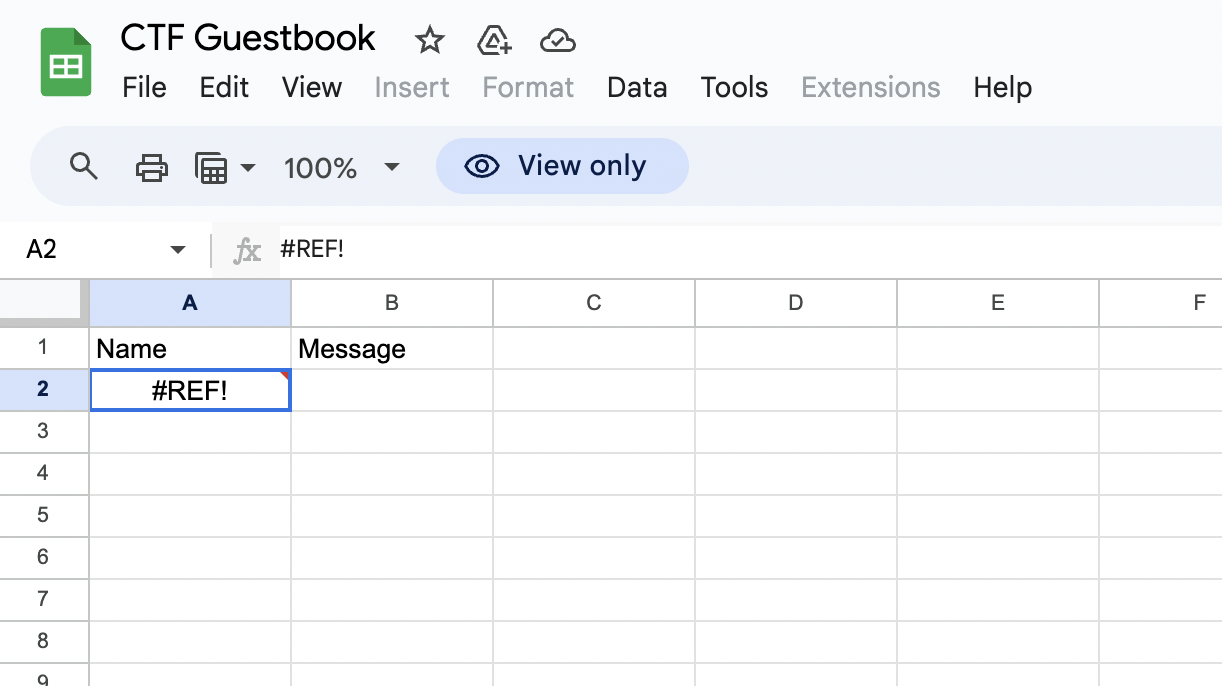 CTF Guestbook
File Edit View Insert Format Data Tools Extensions Help
100% View only
A2 fx #REF!
A B C D E F
1 Name Message
2 #REF!
3
4
5
6
7
8
9